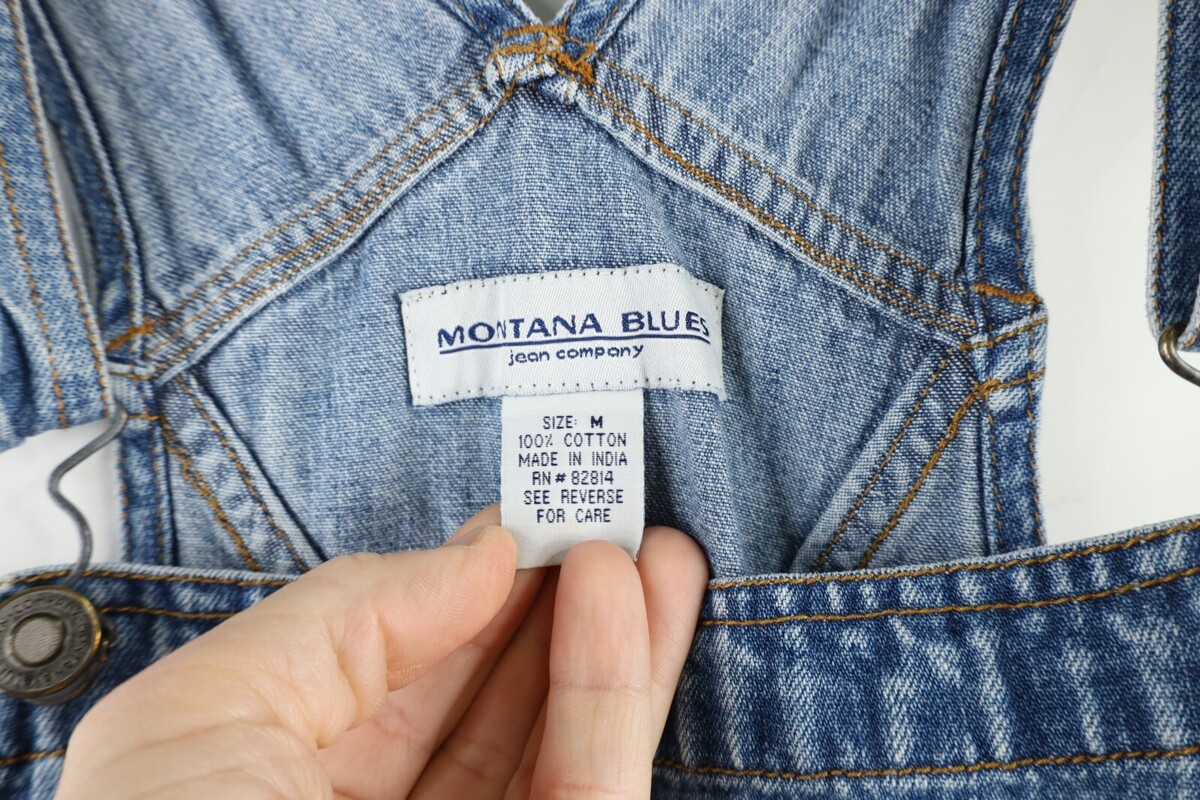 MONTANA BLUES
jean company
SIZE: M
100% COTTON
MADE IN INDIA
RN# 82814
SEE REVERSE
FOR CARE